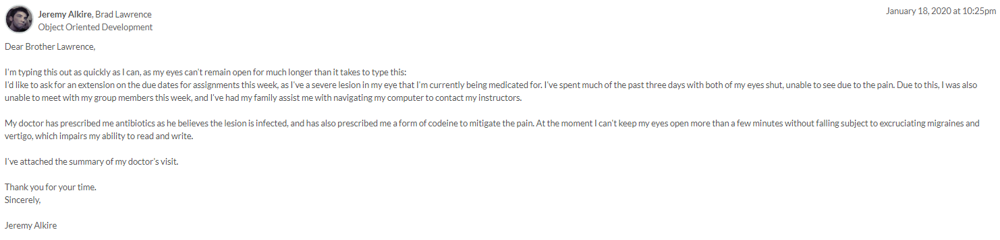 Jeremy Alkire, Brad Lawrence
January 18, 2020 at 10:25pm
Object Oriented Development
Dear Brother Lawrence,
I'm typing this out as quickly as I can, as my eyes can't remain open for much longer than it takes to type this:
I'd like to ask for an extension on the due dates for assignments this week, as I've a severe lesion in my eye that I'm currently being medicated for. I've spent much of the past three days with both of my eyes shut, unable to see due to the pain. Due to this, I was also
unable to meet with my group members this week, and I've had my family assist me with navigating my computer to contact my instructors.
My doctor has prescribed me antibiotics as he believes the lesion is infected, and has also prescribed me a form of codeine to mitigate the pain. At the moment I can't keep my eyes open more than a few minutes without falling subject to excruciating migraines and
vertigo, which impairs my ability to read and write.
I've attached the summary of my doctor's visit.
Thank you for your time.
Sincerely,
Jeremy Alkire